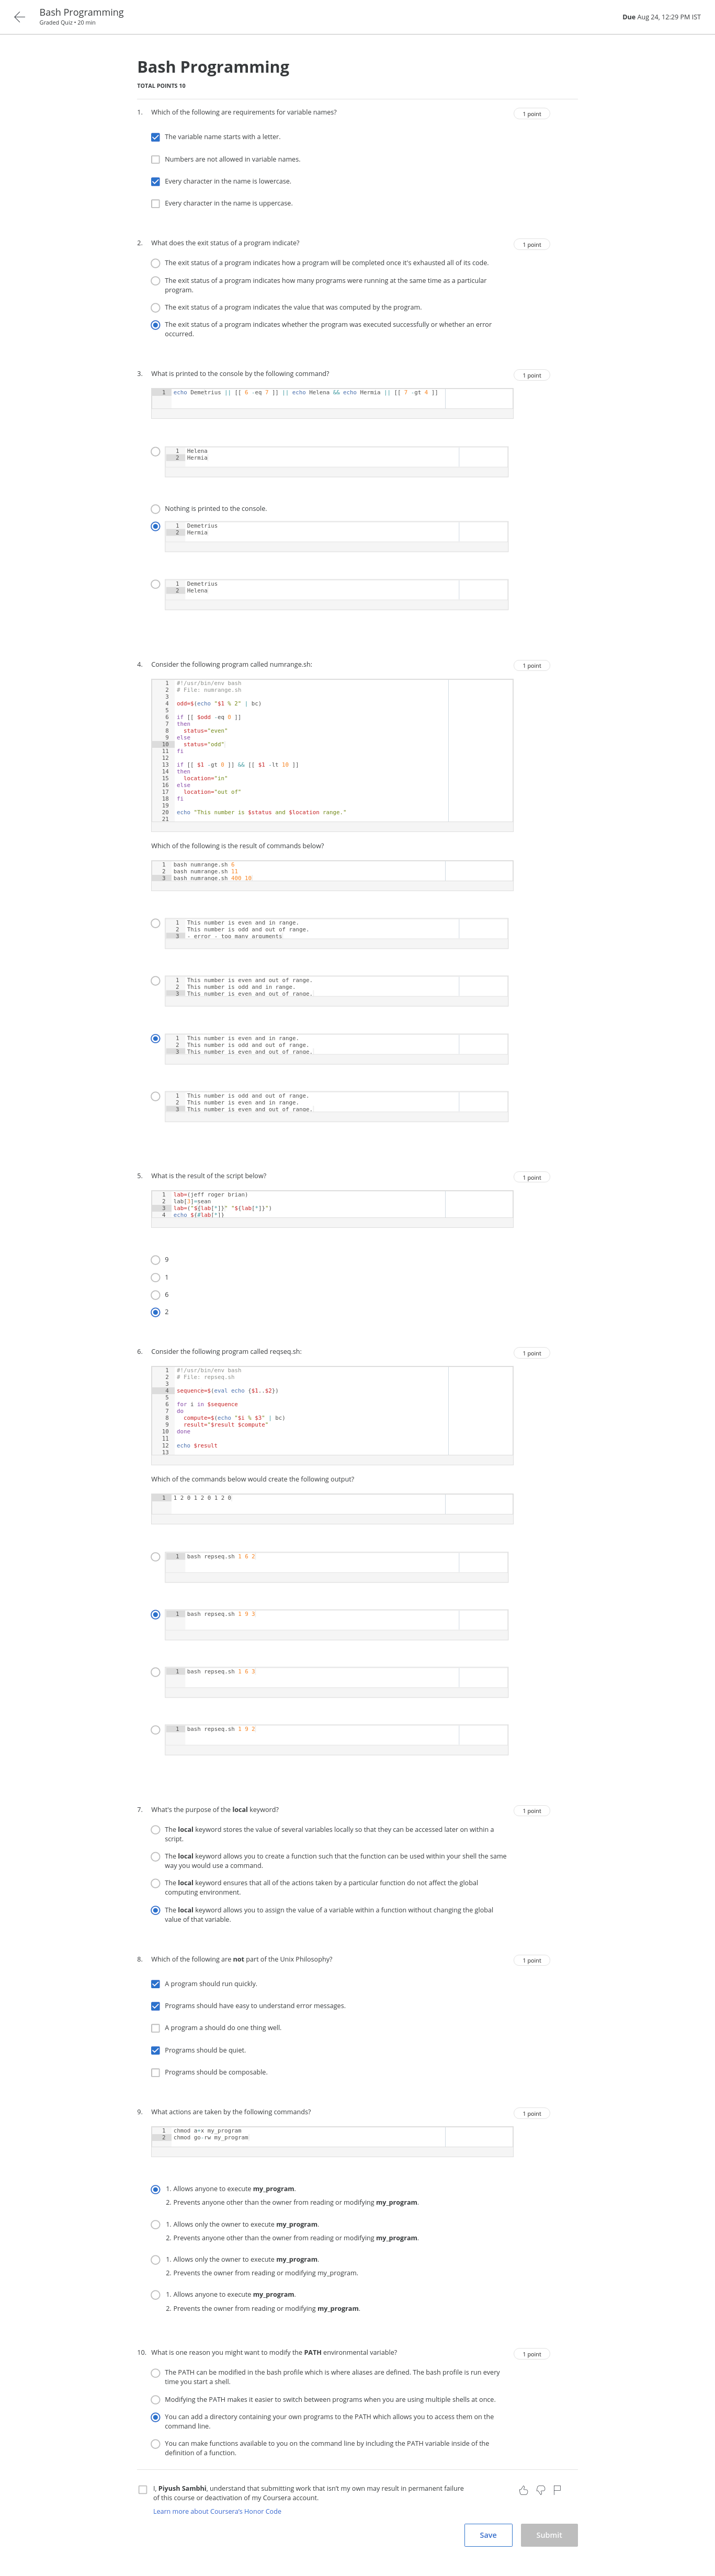 Bash Programming
Graded Quiz • 20 min
Due Aug 24, 12:29 PM IST
Bash Programming
TOTAL POINTS 10
1. Which of the following are requirements for variable names?
1 point
The variable name starts with a letter.
Numbers are not allowed in variable names.
Every character in the name is lowercase.
Every character in the name is uppercase.
2. What does the exit status of a program indicate?
1 point
The exit status of a program indicates how a program will be completed once it's exhausted all of its code.
The exit status of a program indicates how many programs were running at the same time as a particular
program.
The exit status of a program indicates the value that was computed by the program.
The exit status of a program indicates whether the program was executed successfully or whether an error
occurred.
3. What is printed to the console by the following command?
1 point
1 echo Demetrius || [[ 6 -eq 7 ]] || echo Helena && echo Hermia || [[ 7 -gt 4 ]]
1 Helena
2 Hermia
Nothing is printed to the console.
1 Demetrius
2 Hermia
1 Demetrius
2 Helena
4. Consider the following program called numrange.sh:
1 point
1 #!/usr/bin/env bash
2 # File: numrange.sh
3
4 odd=$(echo "$1 % 2" | bc)
5
6 if [[ $odd -eq 0 ]]
7 then
8 status="even"
9 else
10 status="odd"
11 fi
12
13 if [[ $1 -gt 0 ]] && [[ $1 -lt 10 ]]
14 then
15 location="in"
16 else
17 location="out of"
18 fi
19
20 echo "This number is $status and $location range."
21
Which of the following is the result of commands below?
1 bash numrange.sh 6
2 bash numrange.sh 11
3 bash numrange.sh 400 10
1 This number is even and in range.
2 This number is odd and out of range.
3 - error - too many arguments
1 This number is even and out of range.
2 This number is odd and in range.
3 This number is even and out of range.
1 This number is even and in range.
2 This number is odd and out of range.
3 This number is even and out of range.
1 This number is odd and out of range.
2 This number is even and in range.
3 This number is even and out of range.
5. What is the result of the script below?
1 point
1 lab=(jeff roger brian)
2 lab[3]=sean
3 lab=("${lab[*]}" "${lab[*]}")
4 echo ${#lab[*]}
9
1
6
2
6. Consider the following program called reqseq.sh:
1 point
1 #!/usr/bin/env bash
2 # File: repseq.sh
3
4 sequence=$(eval echo {$1..$2})
5
6 for i in $sequence
7 do
8 compute=$(echo "$i % $3" | bc)
9 result="$result $compute"
10 done
11
12 echo $result
13
Which of the commands below would create the following output?
1 1 2 0 1 2 0 1 2 0
1 bash repseq.sh 1 6 2
1 bash repseq.sh 1 9 3
1 bash repseq.sh 1 6 3
1 bash repseq.sh 1 9 2
7. What's the purpose of the local keyword?
1 point
The local keyword stores the value of several variables locally so that they can be accessed later on within a
script.
The local keyword allows you to create a function such that the function can be used within your shell the same
way you would use a command.
The local keyword ensures that all of the actions taken by a particular function do not affect the global
computing environment.
The local keyword allows you to assign the value of a variable within a function without changing the global
value of that variable.
8. Which of the following are not part of the Unix Philosophy?
1 point
A program should run quickly.
Programs should have easy to understand error messages.
A program a should do one thing well.
Programs should be quiet.
Programs should be composable.
9. What actions are taken by the following commands?
1 point
1 chmod a+x my_program
2 chmod go-rw my_program
1. Allows anyone to execute my_program.
2. Prevents anyone other than the owner from reading or modifying my_program.
1. Allows only the owner to execute my_program.
2. Prevents anyone other than the owner from reading or modifying my_program.
1. Allows only the owner to execute my_program.
2. Prevents the owner from reading or modifying my_program.
1. Allows anyone to execute my_program.
2. Prevents the owner from reading or modifying my_program.
10. What is one reason you might want to modify the PATH environmental variable?
1 point
The PATH can be modified in the bash profile which is where aliases are defined. The bash profile is run every
time you start a shell.
Modifying the PATH makes it easier to switch between programs when you are using multiple shells at once.
You can add a directory containing your own programs to the PATH which allows you to access them on the
command line.
You can make functions available to you on the command line by including the PATH variable inside of the
definition of a function.
I, Piyush Sambhi, understand that submitting work that isn't my own may result in permanent failure
of this course or deactivation of my Coursera account.
Learn more about Coursera's Honor Code
Save
Submit